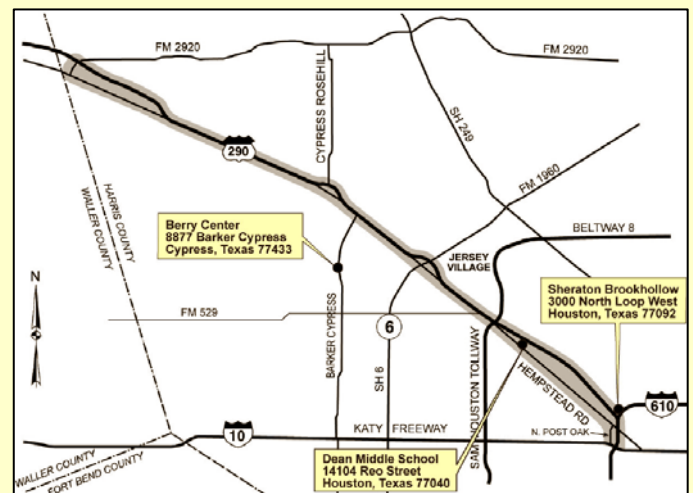 FM 2920
FM 2920
CYPRESS ROSEHILL
SH 249
290
FM 1960
HARRIS COUNTY
WALLER COUNTY
Berry Center
8877 Barker Cypress
Cypress, Texas 77433
BELTWAY 8
JERSEY
VILLAGE
Sheraton Brookhollow
3000 North Loop West
Houston, Texas 77092
N
FM 529
6
BARKER CYPRESS
SH 6
SAM HOUSTON TOLLWAY
HEMPSTEAD RD
610
N. POST OAK
10
KATY FREEWAY
WALLER COUNTY
FORT BEND COUNTY
Dean Middle School
14104 Reo Street
Houston, Texas 77040